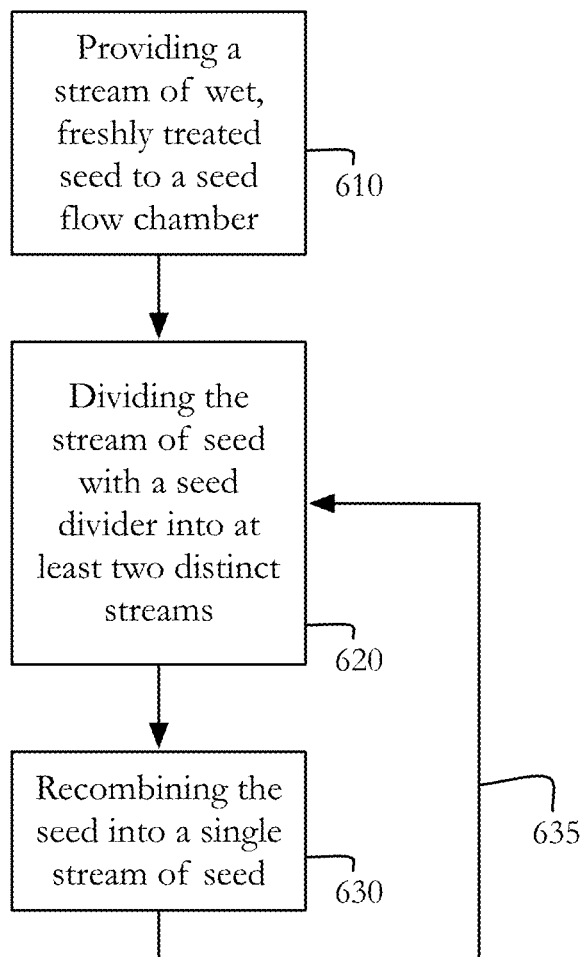 Providing a
stream of wet,
freshly treated
seed to a seed
flow chamber
610
Dividing the
stream of seed
with a seed
divider into at
least two distinct
streams
620
Recombining the
seed into a single
stream of seed
630
635